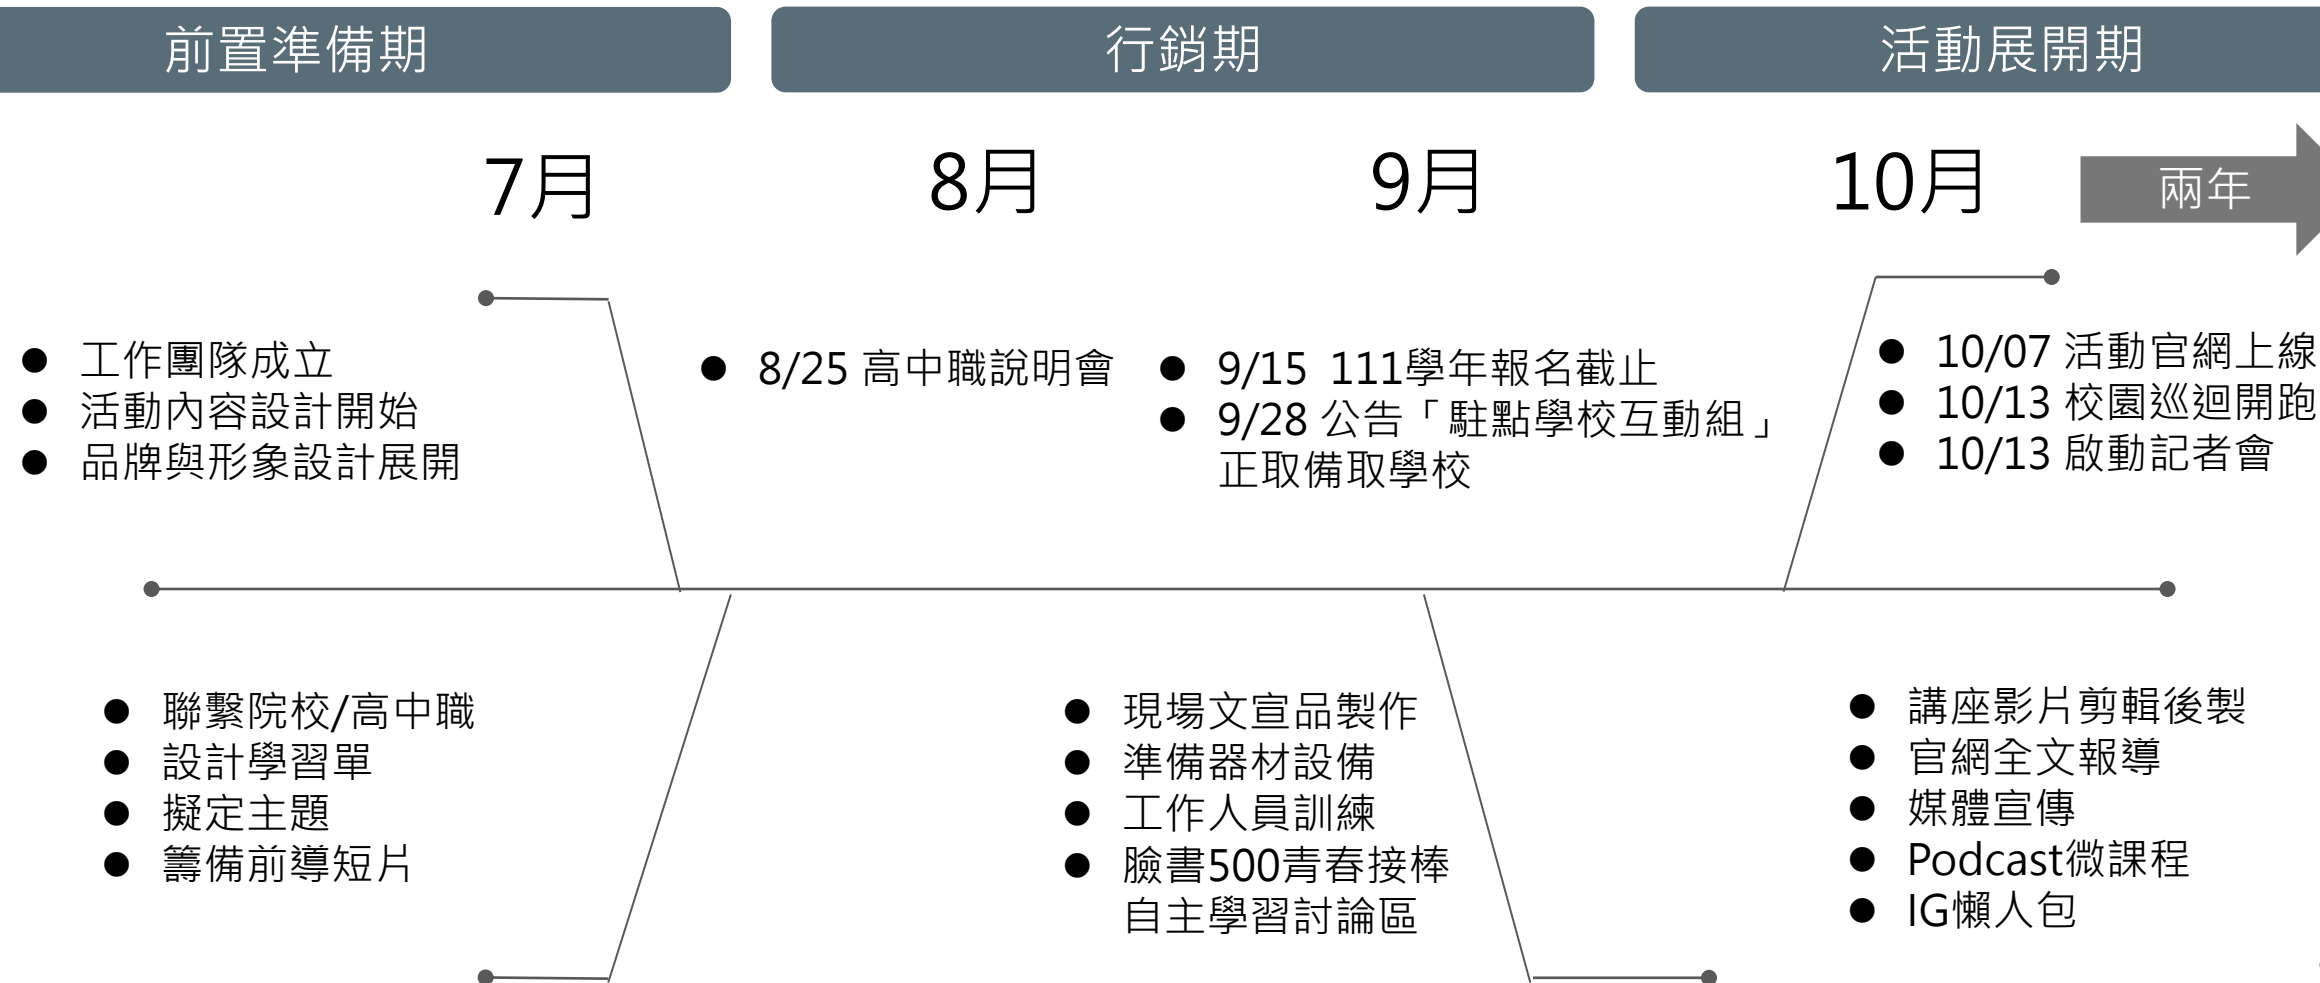 前置準備期
行銷期
活動展開期
7月
8月
9月
10月
兩年
● 工作團隊成立
● 活動內容設計開始
● 品牌與形象設計展開
● 8/25 高中職說明會
● 9/15 111學年報名截止
● 9/28 公告「駐點學校互動組」
正取備取學校
● 10/07 活動官網上線
● 10/13 校園巡迴開跑
● 10/13 啟動記者會
● 聯繫院校/高中職
● 設計學習單
● 擬定主題
● 籌備前導短片
● 現場文宣品製作
● 準備器材設備
● 工作人員訓練
● 臉書500青春接棒
自主學習討論區
● 講座影片剪輯後製
● 官網全文報導
● 媒體宣傳
● Podcast微課程
● IG懶人包